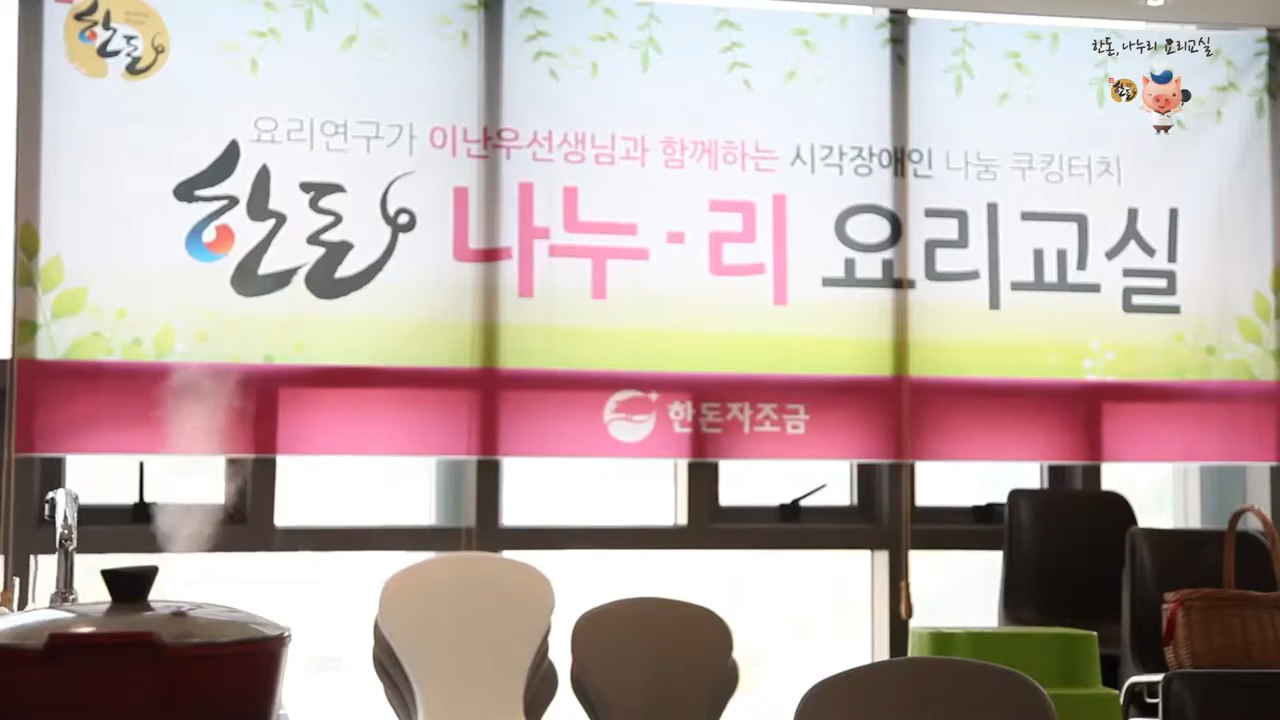 한돈
한돈, 나누리 요리교실
한돈
요리연구가 이난우선생님과 함께하는 시각장애인 나눔 쿠킹터치
한돈 나누·리 요리교실
한돈자조금